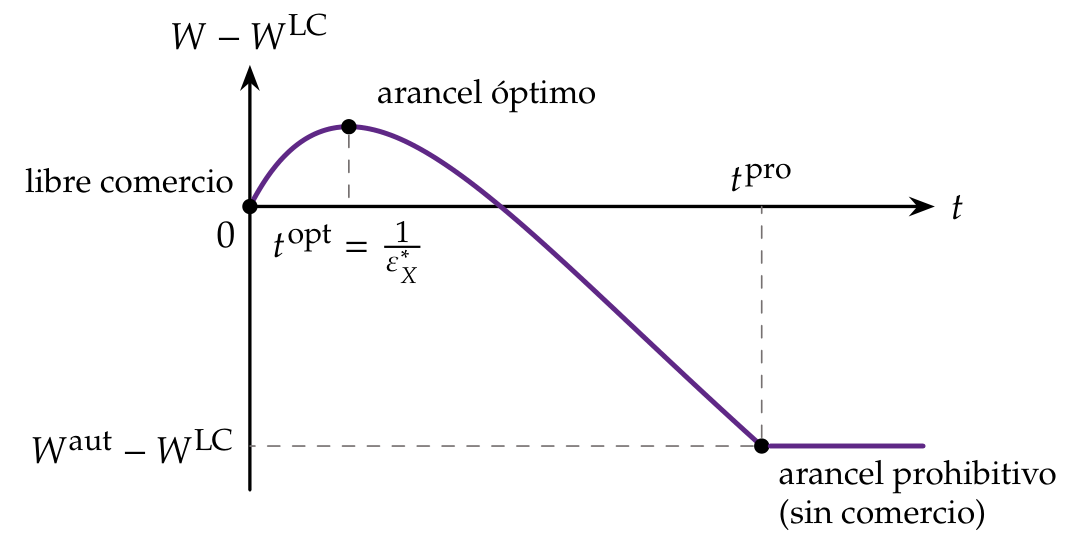 W − W^LC
arancel óptimo
libre comercio
t^pro
t
0
t^opt = 1/ε*_X
W^aut − W^LC
arancel prohibitivo
(sin comercio)